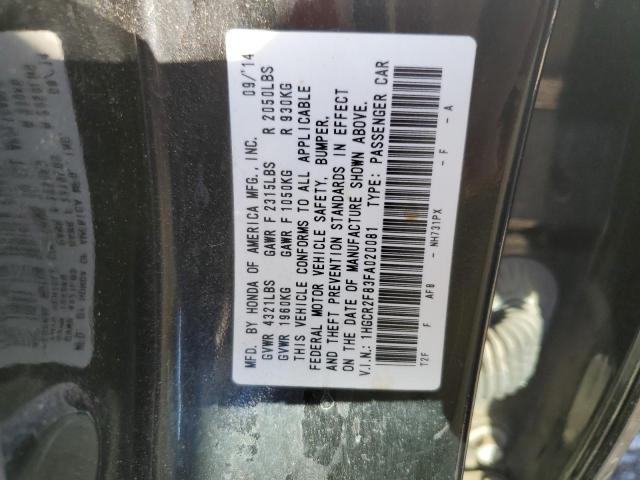 MFD. BY HONDA OF AMERICA MFG., INC. 09/'14
GVWR 4321LBS GAWR F 2315LBS R 2050LBS
GVWR 1960KG GAWR F 1050KG R 930KG
THIS VEHICLE CONFORMS TO ALL APPLICABLE
FEDERAL MOTOR VEHICLE SAFETY, BUMPER,
AND THEFT PREVENTION STANDARDS IN EFFECT
ON THE DATE OF MANUFACTURE SHOWN ABOVE.
V.I.N.: 1HGCR2F83FA020081 TYPE: PASSENGER CAR
T2F F AFB - NH731PX - F - A